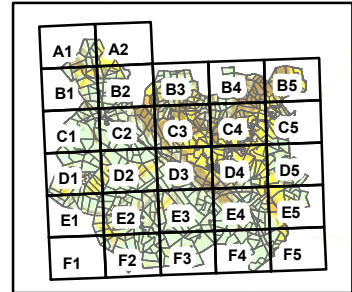 A1 A2
B1 B2 B3 B4 B5
C1 C2 C3 C4 C5
D1 D2 D3 D4 D5
E1 E2 E3 E4 E5
F1 F2 F3 F4 F5